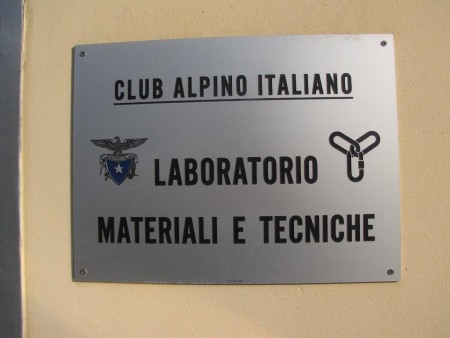 CLUB ALPINO ITALIANO
LABORATORIO
MATERIALI E TECNICHE